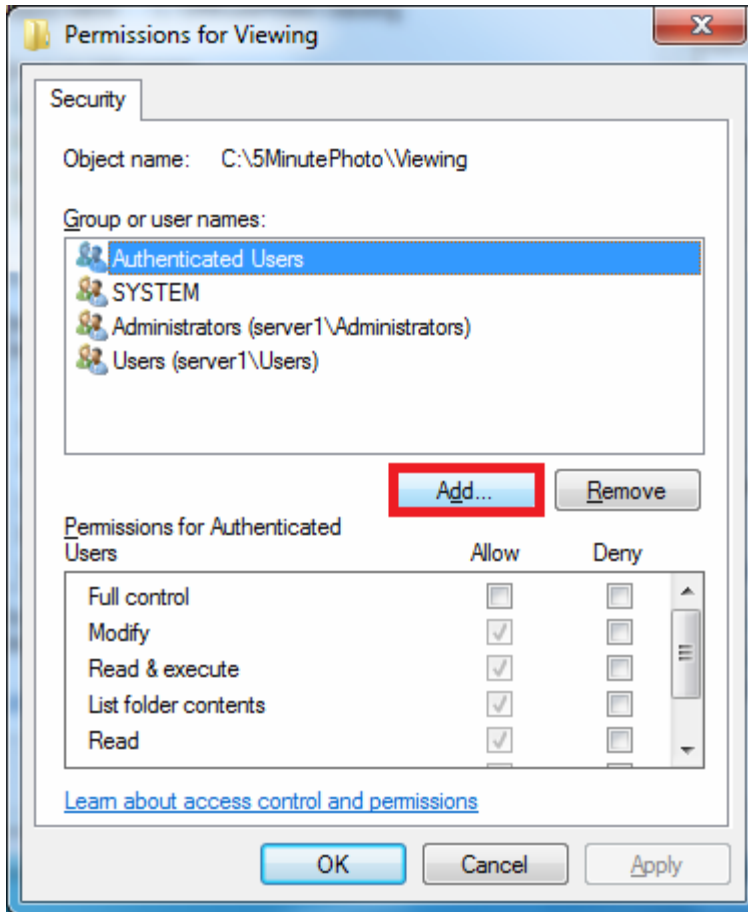 Permissions for Viewing
X
Security
Object name: C:\5MinutePhoto\Viewing
Group or user names:
Authenticated Users
SYSTEM
Administrators (server1\Administrators)
Users (server1\Users)
Add... Remove
Permissions for Authenticated
Users Allow Deny
Full control
Modify
Read & execute
List folder contents
Read
Learn about access control and permissions
OK Cancel Apply